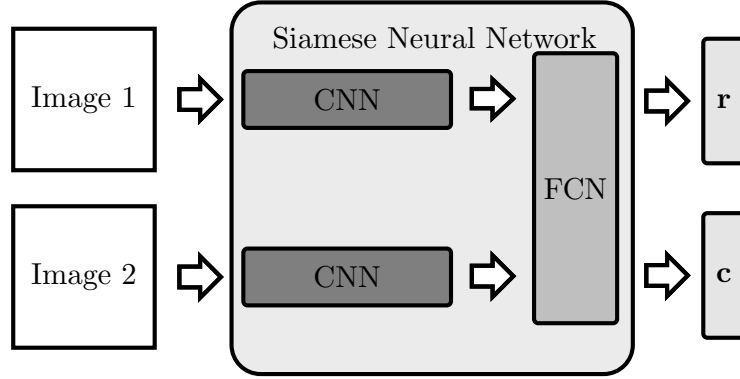 Siamese Neural Network
Image 1
CNN
r
FCN
Image 2
CNN
c